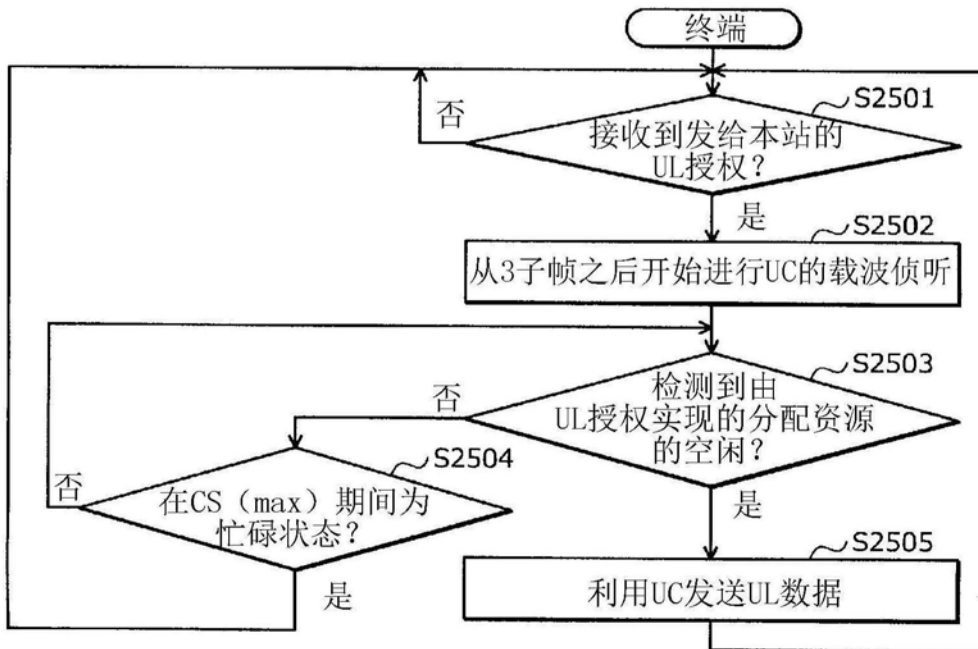 终端
S2501
否
接收到发给本站的
UL授权？
是
S2502
从3子帧之后开始进行UC的载波侦听
S2503
检测到由
UL授权实现的分配资源
的空闲？
否
S2504
否
在CS（max）期间为
忙碌状态？
是
是
S2505
利用UC发送UL数据